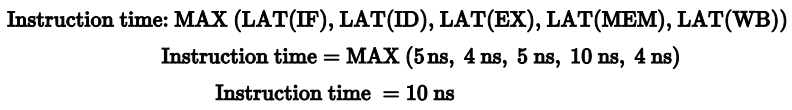 Instruction time: MAX (LAT(IF), LAT(ID), LAT(EX), LAT(MEM), LAT(WB))
Instruction time = MAX (5 ns, 4 ns, 5 ns, 10 ns, 4 ns)
Instruction time = 10 ns